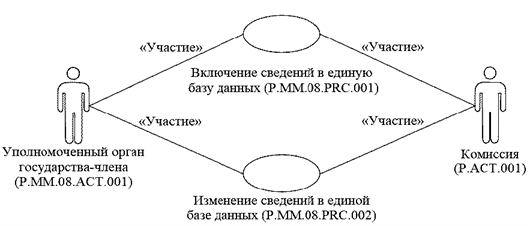 «Участие»
«Участие»
Включение сведений в единую
базу данных (P.MM.08.PRC.001)
«Участие»
«Участие»
Уполномоченный орган
государства-члена
(P.MM.08.ACT.001)
Комиссия
(P.ACT.001)
Изменение сведений в единой
базе данных (P.MM.08.PRC.002)